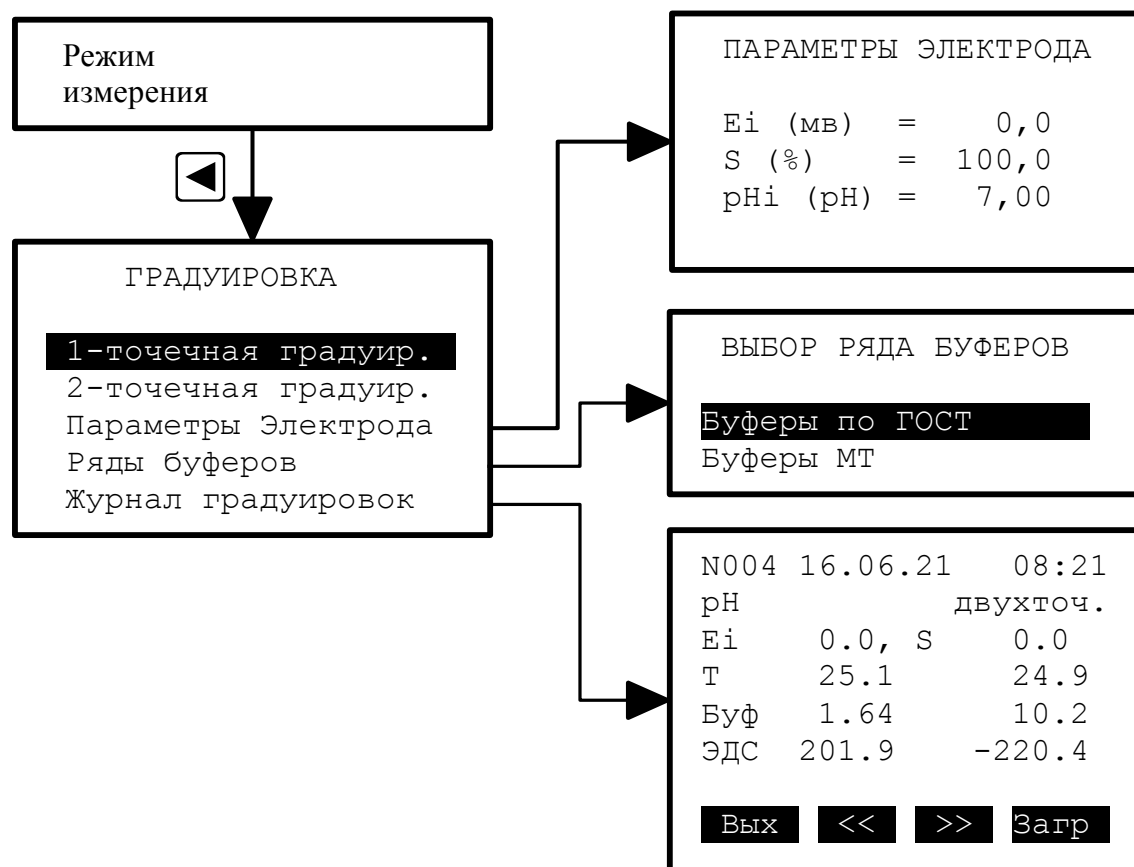 Режим
измерения
ГРАДУИРОВКА
1-точечная градуир.
2-точечная градуир.
Параметры Электрода
Ряды буферов
Журнал градуировок
ПАРАМЕТРЫ ЭЛЕКТРОДА
Ei (мв) = 0,0
S (%) = 100,0
pHi (pH) = 7,00
ВЫБОР РЯДА БУФЕРОВ
Буферы по ГОСТ
Буферы МТ
N004 16.06.21 08:21
pH двухточ.
Ei 0.0, S 0.0
T 25.1 24.9
Буф 1.64 10.2
ЭДС 201.9 -220.4
Вых << >> Загр